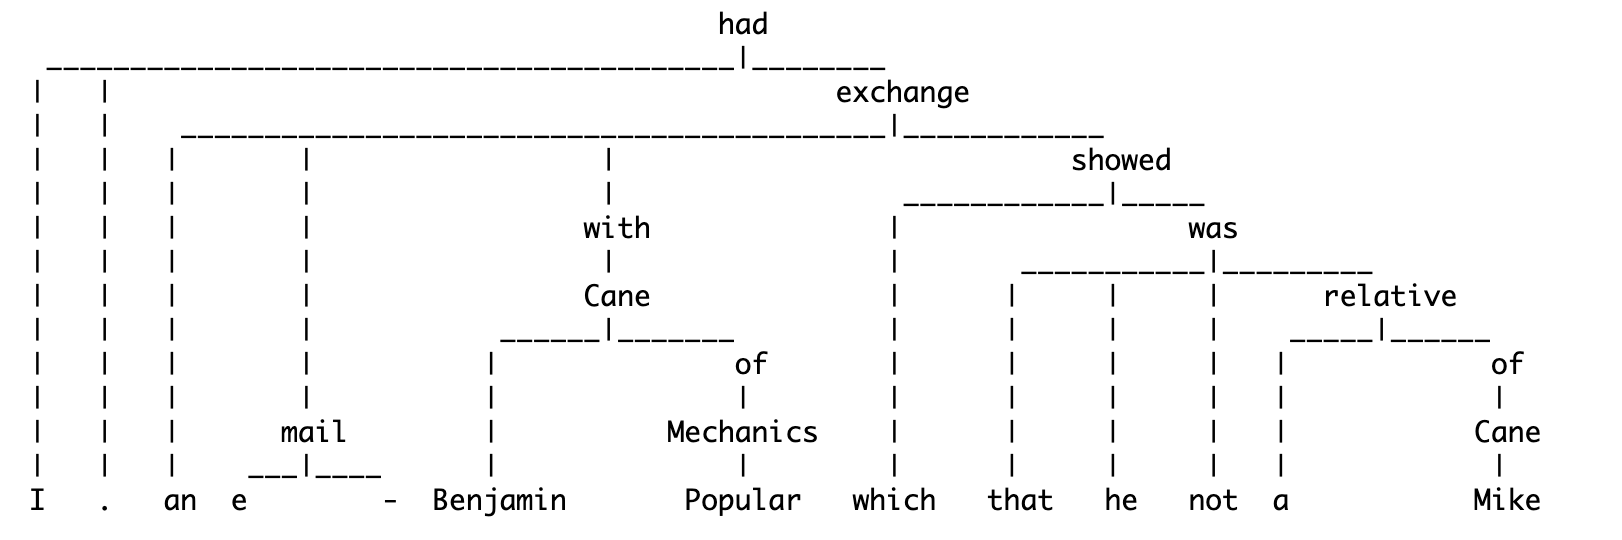 had
exchange
showed
with was
Cane relative
of of
mail Mechanics Cane
I . an e - Benjamin Popular which that he not a Mike